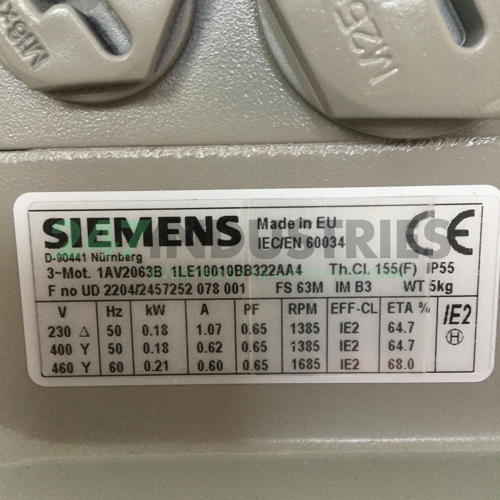 M16x
M25
SIEMENS
Made in EU
IEC/EN 60034
CE
D-90441 Nürnberg
3~Mot. 1AV2063B 1LE10010BB322AA4 Th.Cl. 155(F) IP55
F no UD 2204/2457252 078 001 FS 63M IM B3 WT 5kg
V Hz kW A PF RPM EFF-CL ETA %
230 Δ 50 0.18 1.07 0.65 1385 IE2 64.7
400 Y 50 0.18 0.62 0.65 1385 IE2 64.7
460 Y 60 0.21 0.60 0.65 1685 IE2 68.0
IE2
H
INDUSTRIES